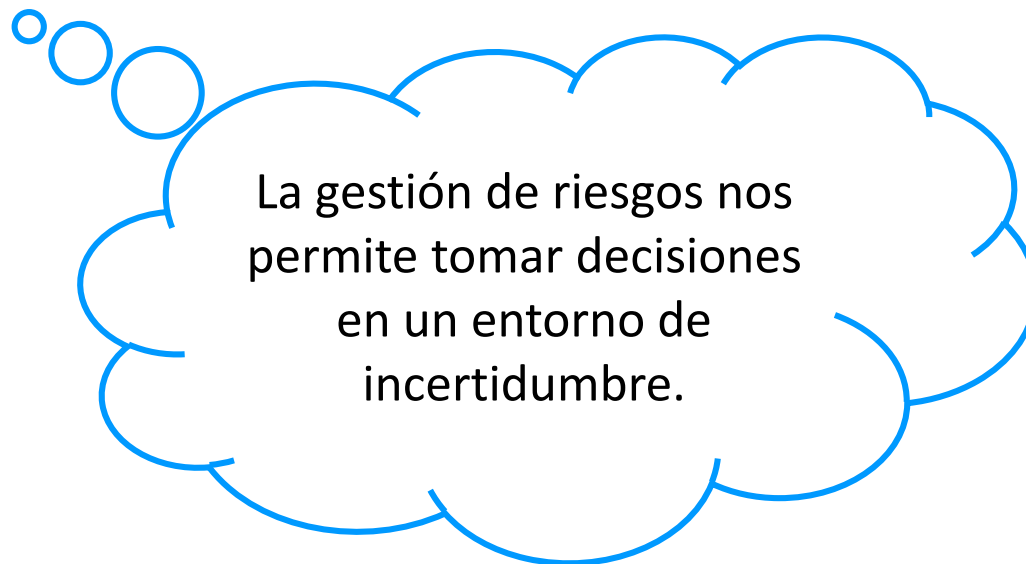 La gestión de riesgos nos
permite tomar decisiones
en un entorno de
incertidumbre.